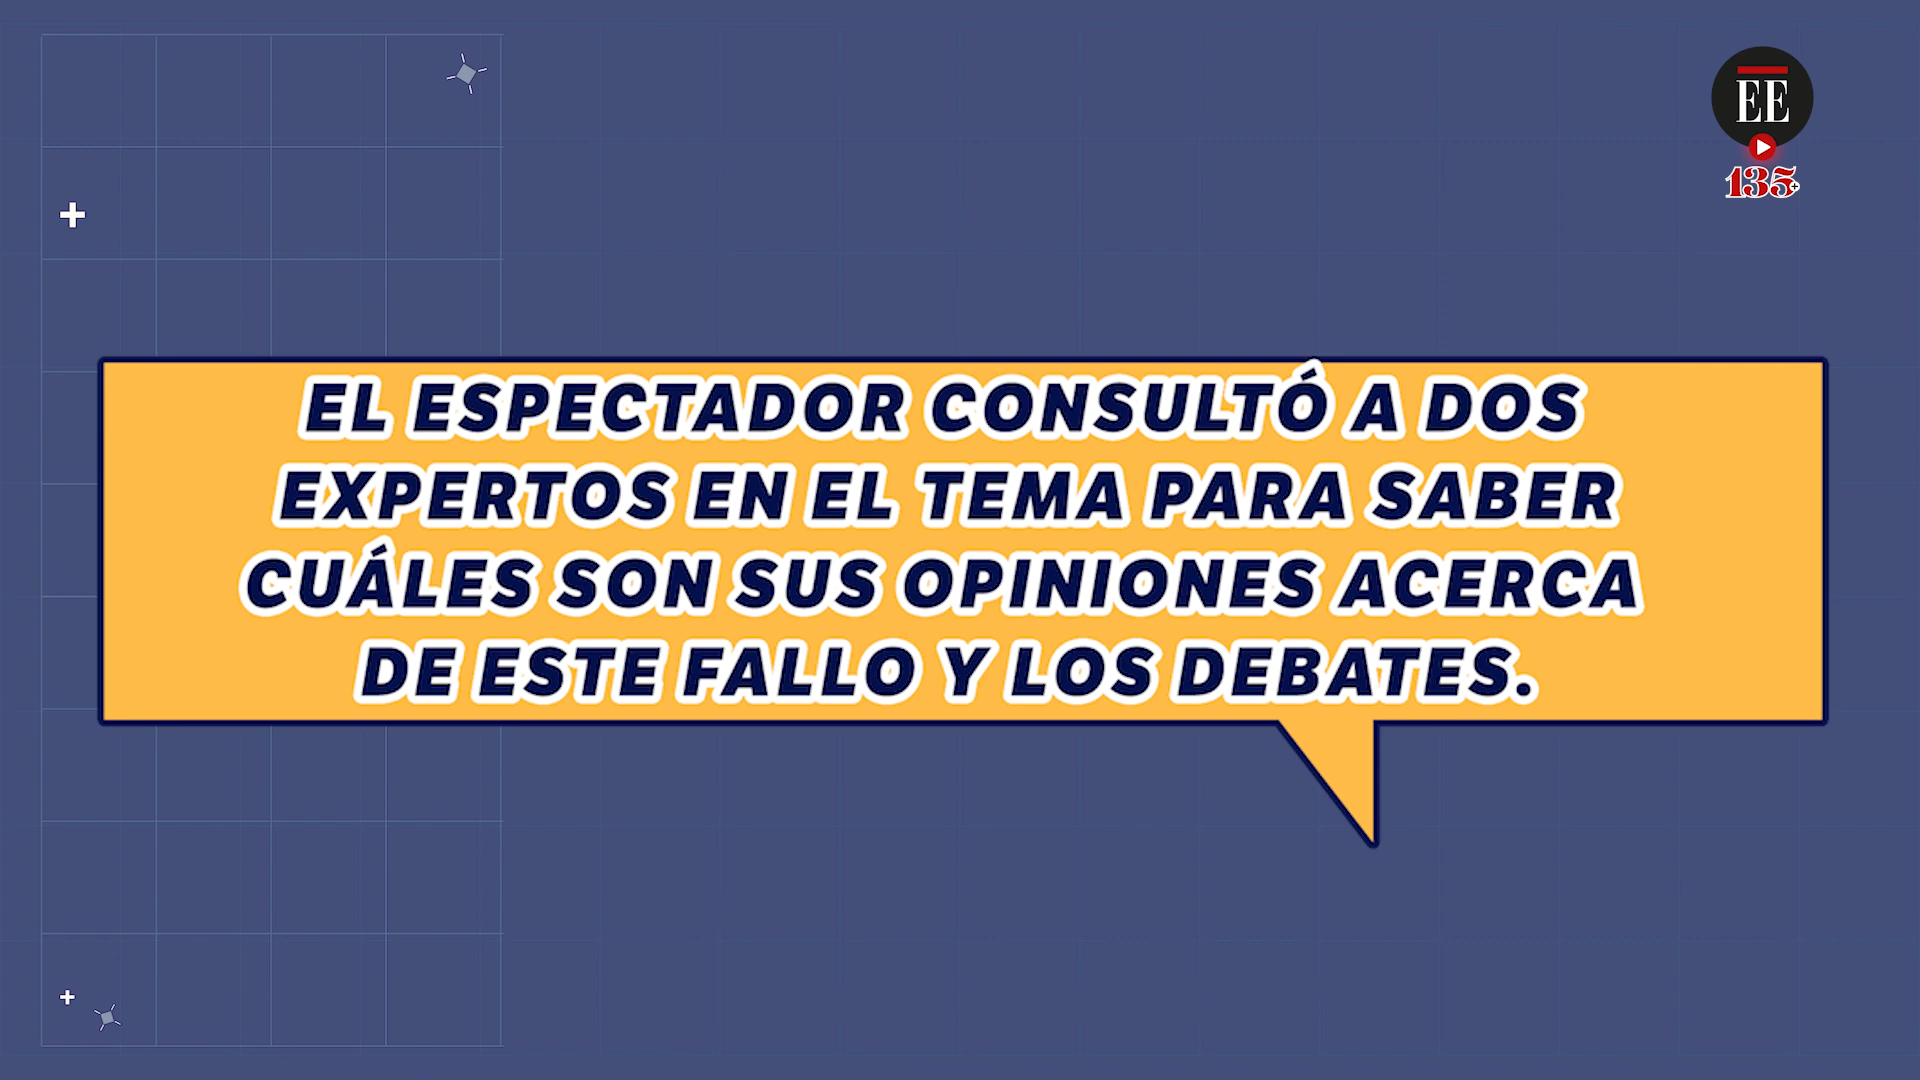 EE
135+
EL ESPECTADOR CONSULTÓ A DOS
EXPERTOS EN EL TEMA PARA SABER
CUÁLES SON SUS OPINIONES ACERCA
DE ESTE FALLO Y LOS DEBATES.